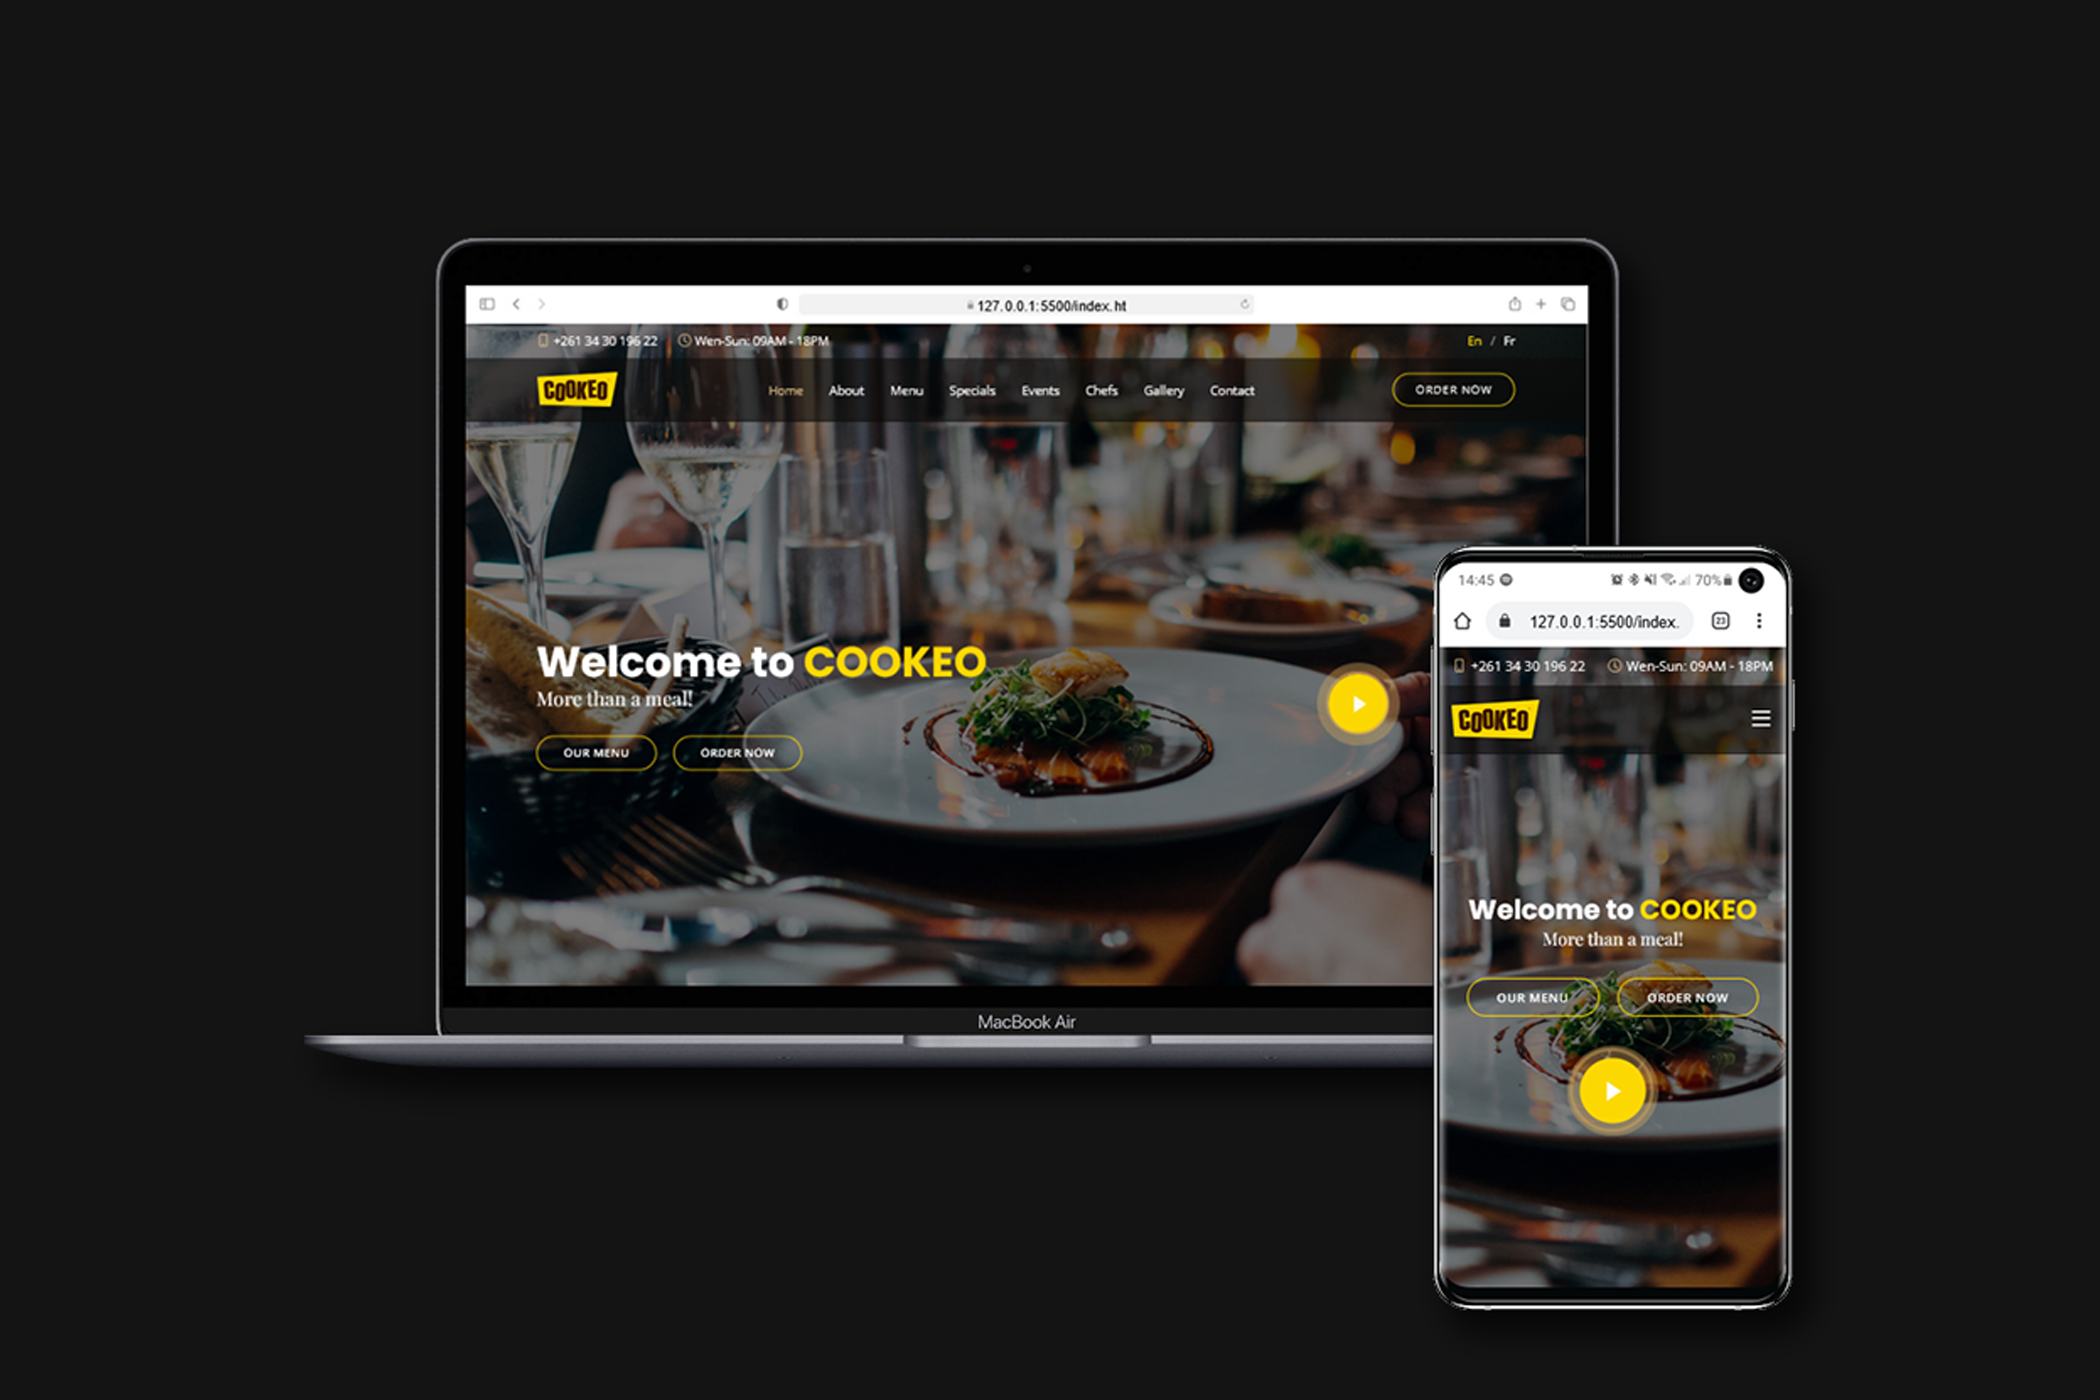 127.0.0.1:5500/index.ht
+261 34 30 196 22 Wen-Sun: 09AM - 18PM En / Fr
COOKEO Home About Menu Specials Events Chefs Gallery Contact ORDER NOW
Welcome to COOKEO
More than a meal!
OUR MENU ORDER NOW
MacBook Air
14:45 70%
127.0.0.1:5500/index. 23
+261 34 30 196 22 Wen-Sun: 09AM - 18PM
COOKEO
Welcome to COOKEO
More than a meal!
OUR MENU ORDER NOW